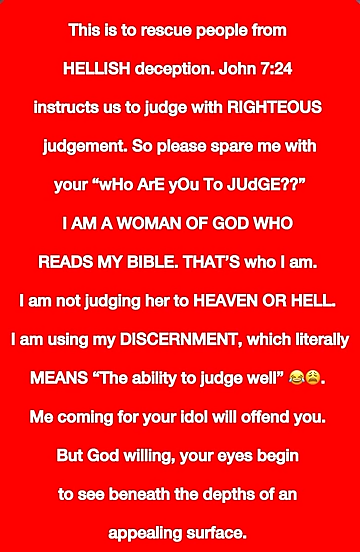 This is to rescue people from
HELLISH deception. John 7:24
instructs us to judge with RIGHTEOUS
judgement. So please spare me with
your “wHo ArE yOu To JUdGE??”
I AM A WOMAN OF GOD WHO
READS MY BIBLE. THAT’S who I am.
I am not judging her to HEAVEN OR HELL.
I am using my DISCERNMENT, which literally
MEANS “The ability to judge well” 😂😩.
Me coming for your idol will offend you.
But God willing, your eyes begin
to see beneath the depths of an
appealing surface.